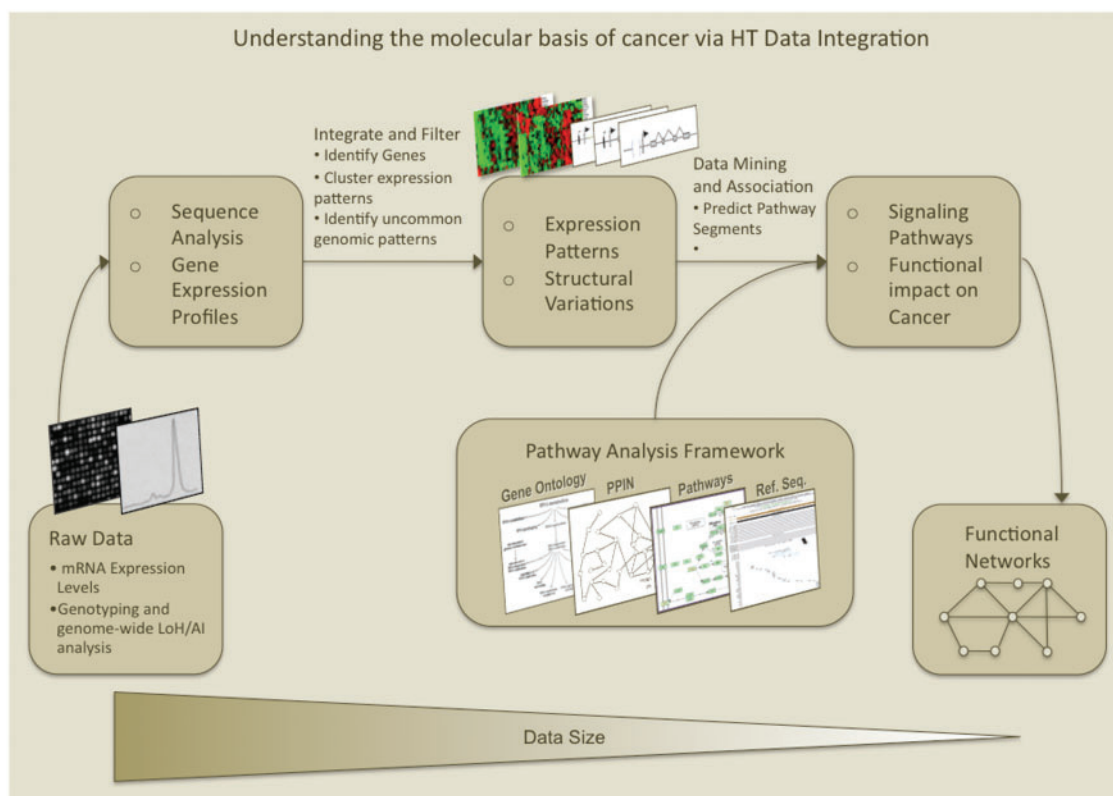 Understanding the molecular basis of cancer via HT Data Integration
Integrate and Filter
• Identify Genes
• Cluster expression
patterns
• Identify uncommon
genomic patterns
Data Mining
and Association
• Predict Pathway
Segments
•
○ Sequence
Analysis
○ Gene
Expression
Profiles
○ Expression
Patterns
○ Structural
Variations
○ Signaling
Pathways
○ Functional
impact on
Cancer
Pathway Analysis Framework
Gene Ontology
PPIN
Pathways
Ref. Seq.
Raw Data
• mRNA Expression
Levels
•Genotyping and
genome-wide LoH/AI
analysis
Functional
Networks
Data Size